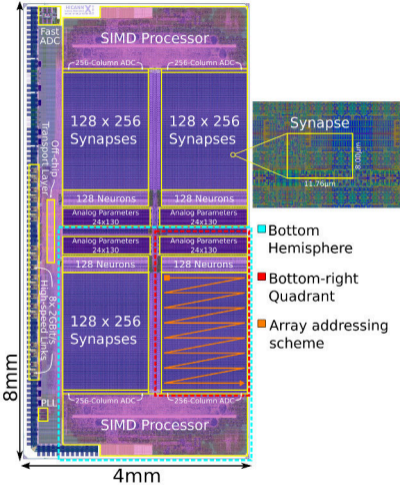 Fast
ADC
SIMD Processor
256-Column ADC
256-Column ADC
128 x 256
Synapses
128 x 256
Synapses
Off-chip
Transport Layer
Synapse
8.00µm
11.76µm
128 Neurons
128 Neurons
Analog Parameters
24x130
Analog Parameters
24x130
Analog Parameters
24x130
Analog Parameters
24x130
128 Neurons
128 Neurons
8x 2GBit/s
High-speed Links
128 x 256
Synapses
256-Column ADC
256-Column ADC
PLL
SIMD Processor
Bottom
Hemisphere
Bottom-right
Quadrant
Array addressing
scheme
8mm
4mm